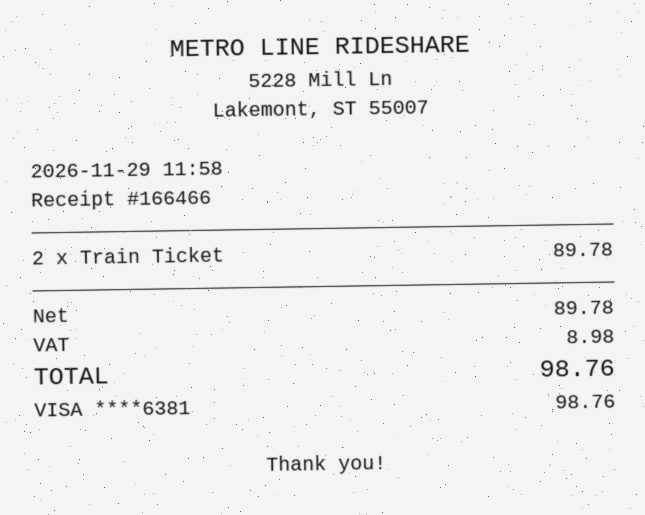 METRO LINE RIDESHARE
5228 Mill Ln
Lakemont, ST 55007
2026-11-29 11:58
Receipt #166466
2 x Train Ticket 89.78
Net 89.78
VAT 8.98
TOTAL 98.76
VISA ****6381 98.76
Thank you!